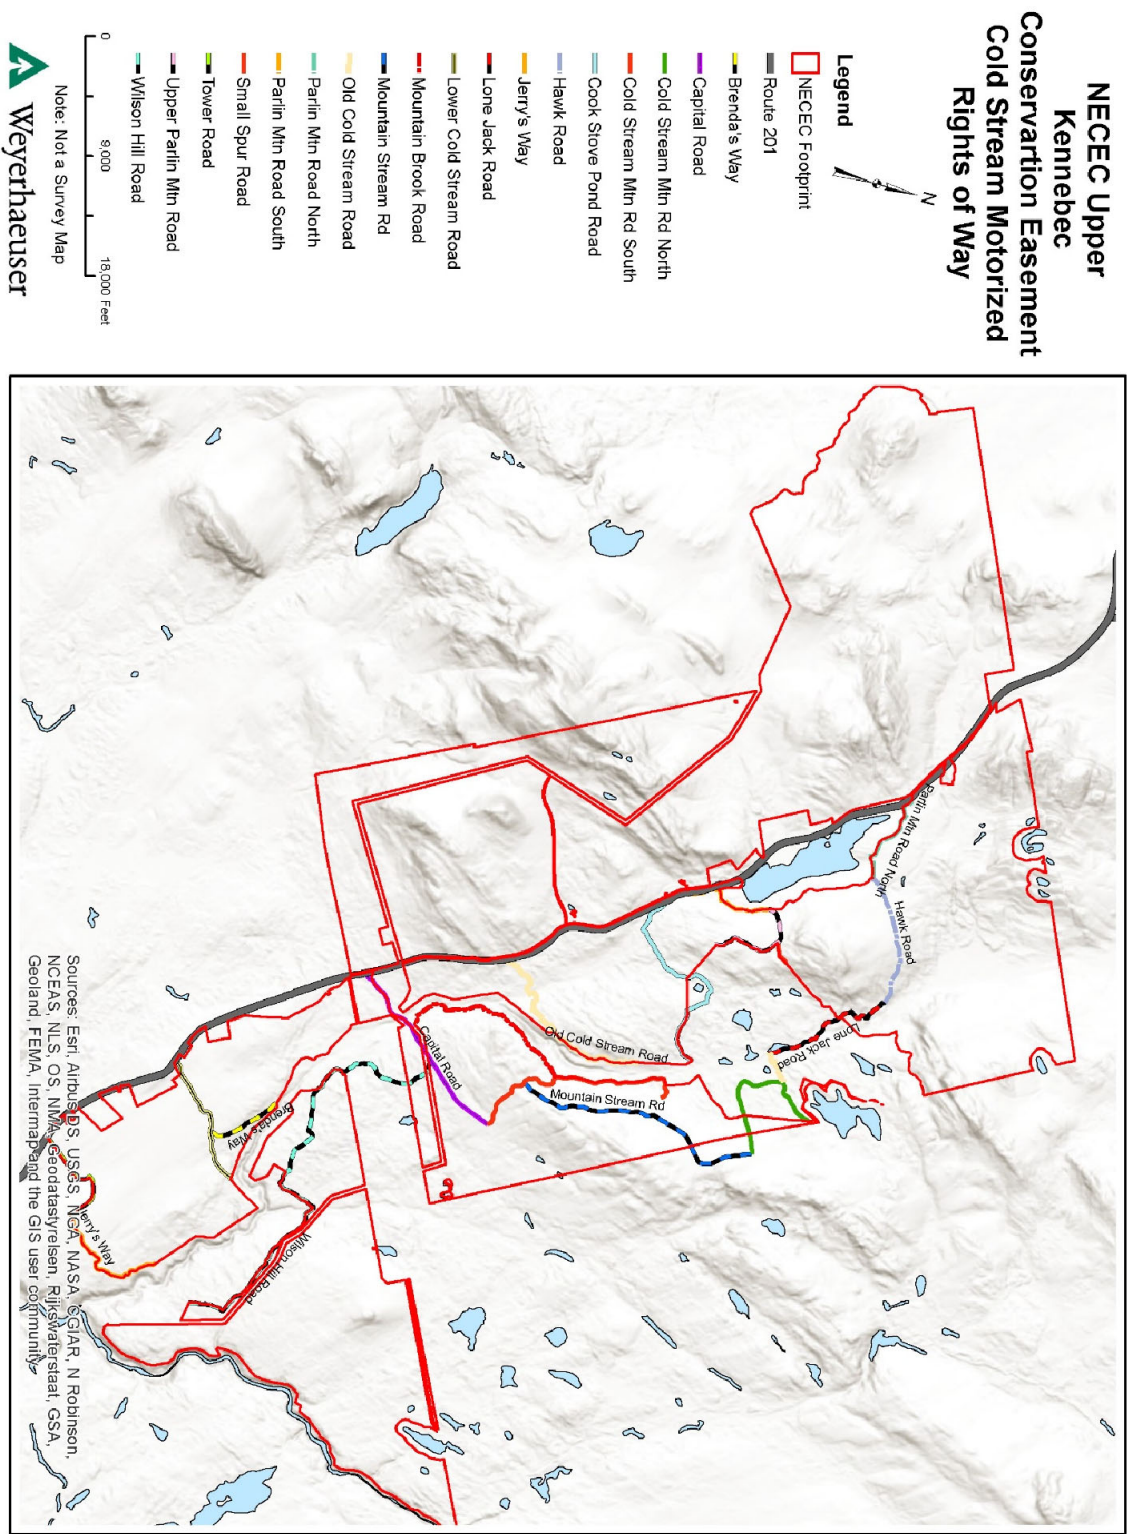 NECEC Upper
Kennebec
Conservartion Easement
Cold Stream Motorized
Rights of Way
Legend
N
NECEC Footprint
Route 201
Brenda's Way
Capital Road
Cold Stream Mtn Rd North
Cold Stream Mtn Rd South
Cook Stove Pond Road
Hawk Road
Jerry's Way
Lone Jack Road
Lower Cold Stream Road
Mountain Brook Road
Mountain Stream Rd
Old Cold Stream Road
Parlin Mtn Road North
Parlin Mtn Road South
Small Spur Road
Tower Road
Upper Parlin Mtn Road
Wilson Hill Road
0 9,000 18,000 Feet
Note: Not a Survey Map
Weyerhaeuser
Parlin Mtn Road North
Hawk Road
Lone Jack Road
Old Cold Stream Road
Mountain Stream Rd
Capital Road
Brenda's Way
Wilson Hill Road
Jerry's Way
Sources: Esri, Airbus DS, USGS, NGA, NASA, CGIAR, N Robinson,
NCEAS, NLS, OS, NMA, Geodatastyrelsen, Rijkswaterstaat, GSA,
Geoland, FEMA, Intermap and the GIS user community